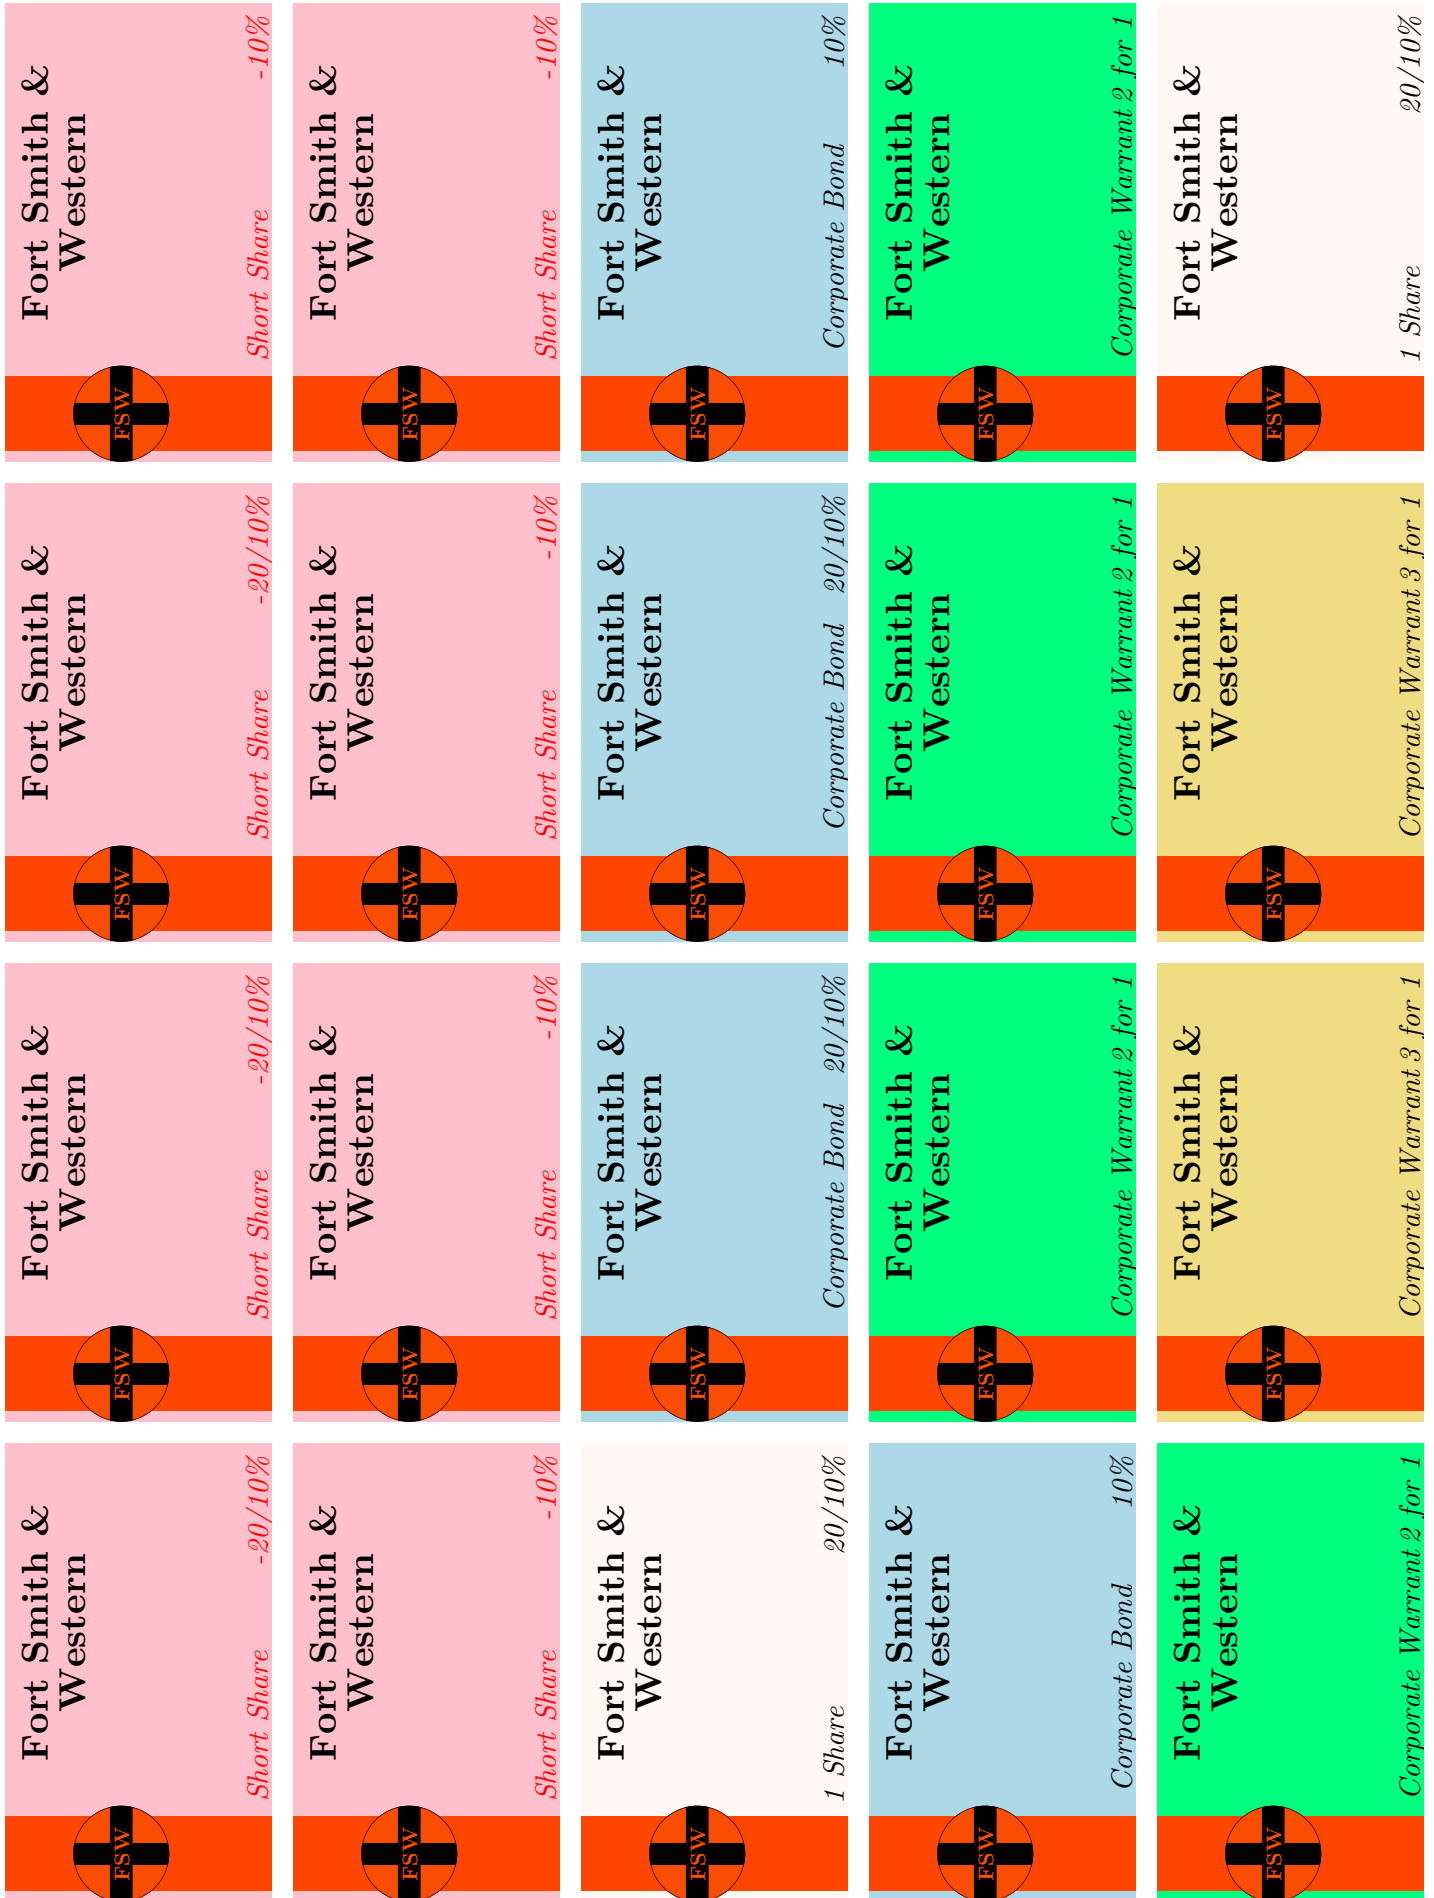 Fort Smith &
Western
Short Share -10%
FSW
Fort Smith &
Western
Short Share -10%
FSW
Fort Smith &
Western
Corporate Bond 10%
FSW
Fort Smith &
Western
Corporate Warrant 2 for 1
FSW
Fort Smith &
Western
1 Share 20/10%
FSW
Fort Smith &
Western
Short Share -20/10%
FSW
Fort Smith &
Western
Short Share -10%
FSW
Fort Smith &
Western
Corporate Bond 20/10%
FSW
Fort Smith &
Western
Corporate Warrant 2 for 1
FSW
Fort Smith &
Western
Corporate Warrant 3 for 1
FSW
Fort Smith &
Western
Short Share -20/10%
FSW
Fort Smith &
Western
Short Share -10%
FSW
Fort Smith &
Western
Corporate Bond 20/10%
FSW
Fort Smith &
Western
Corporate Warrant 2 for 1
FSW
Fort Smith &
Western
Corporate Warrant 3 for 1
FSW
Fort Smith &
Western
Short Share -20/10%
FSW
Fort Smith &
Western
Short Share -10%
FSW
Fort Smith &
Western
1 Share 20/10%
FSW
Fort Smith &
Western
Corporate Bond 10%
FSW
Fort Smith &
Western
Corporate Warrant 2 for 1
FSW